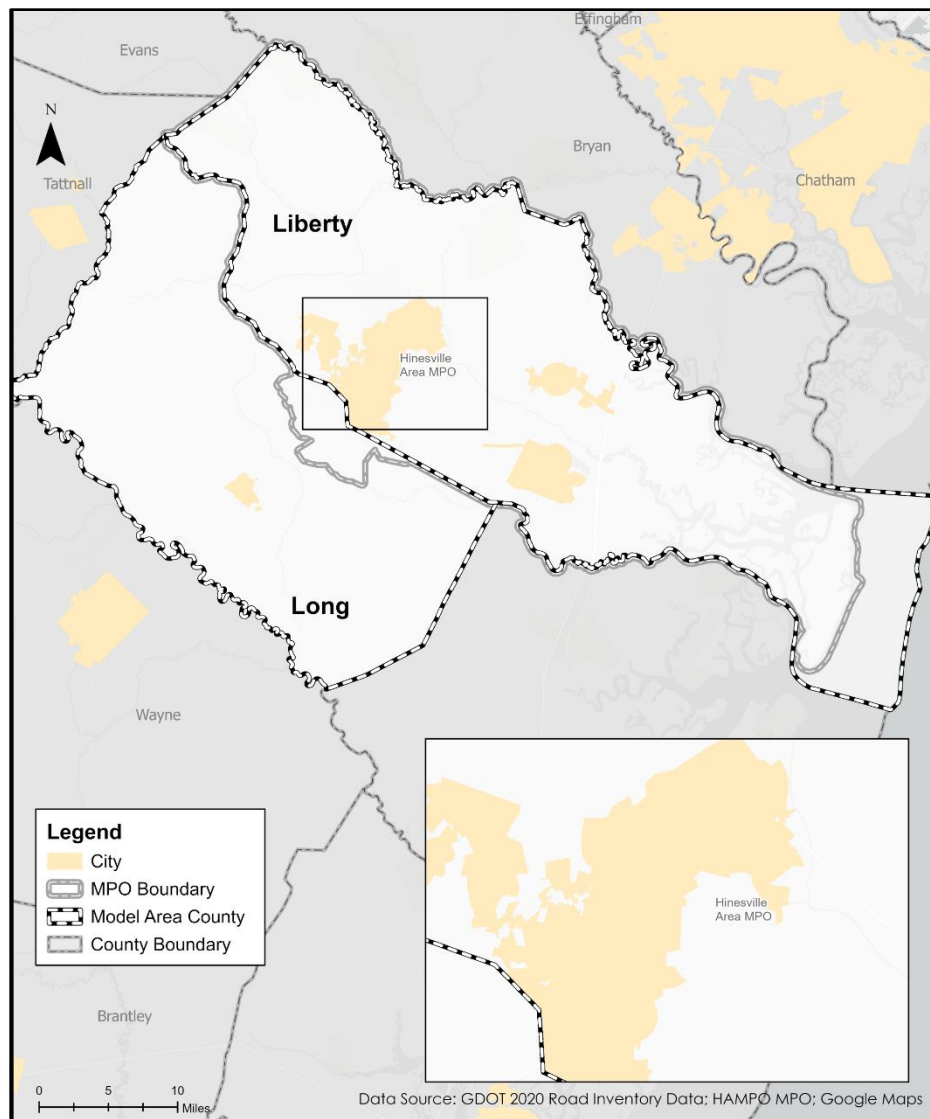 Effingham
Evans
N
Bryan
Tattnall
Chatham
Liberty
Hinesville
Area MPO
Long
Wayne
Hinesville
Area MPO
Legend
City
MPO Boundary
Model Area County
County Boundary
Brantley
0 5 10
Miles
Data Source: GDOT 2020 Road Inventory Data; HAMPO MPO; Google Maps